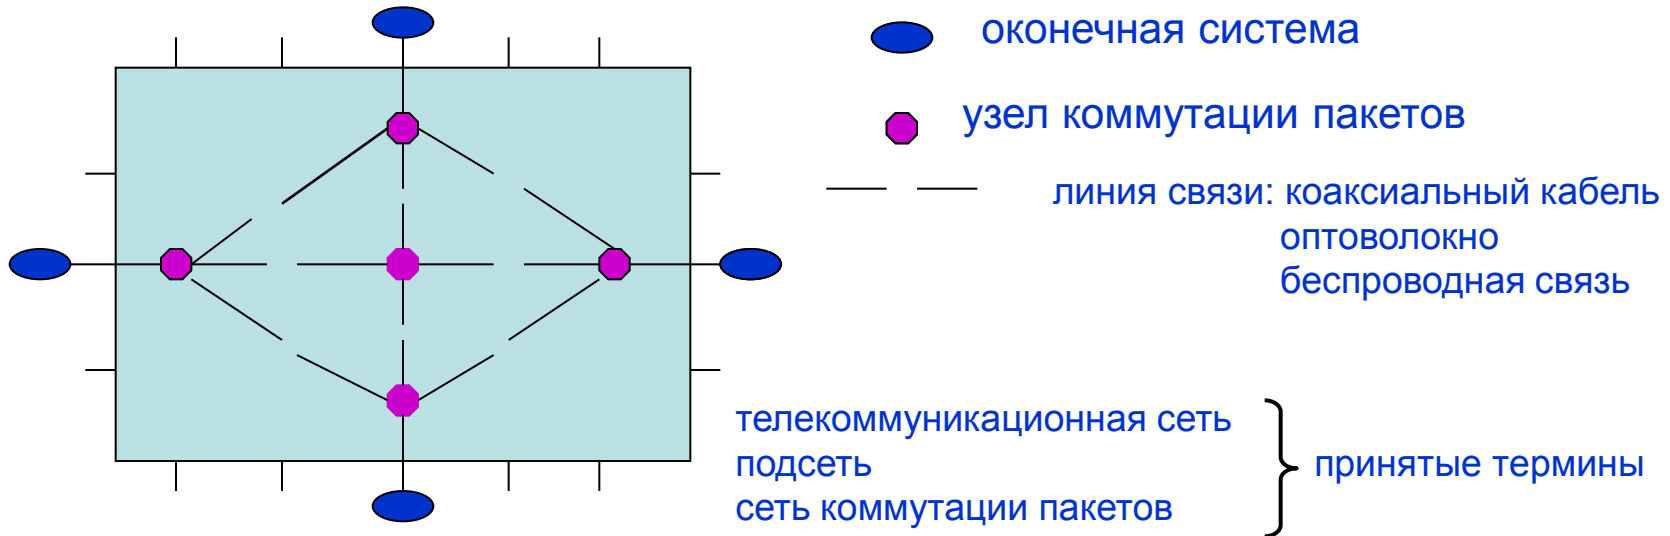 оконечная система
узел коммутации пакетов
линия связи: коаксиальный кабель
оптоволокно
беспроводная связь
телекоммуникационная сеть
подсеть
сеть коммутации пакетов
принятые термины